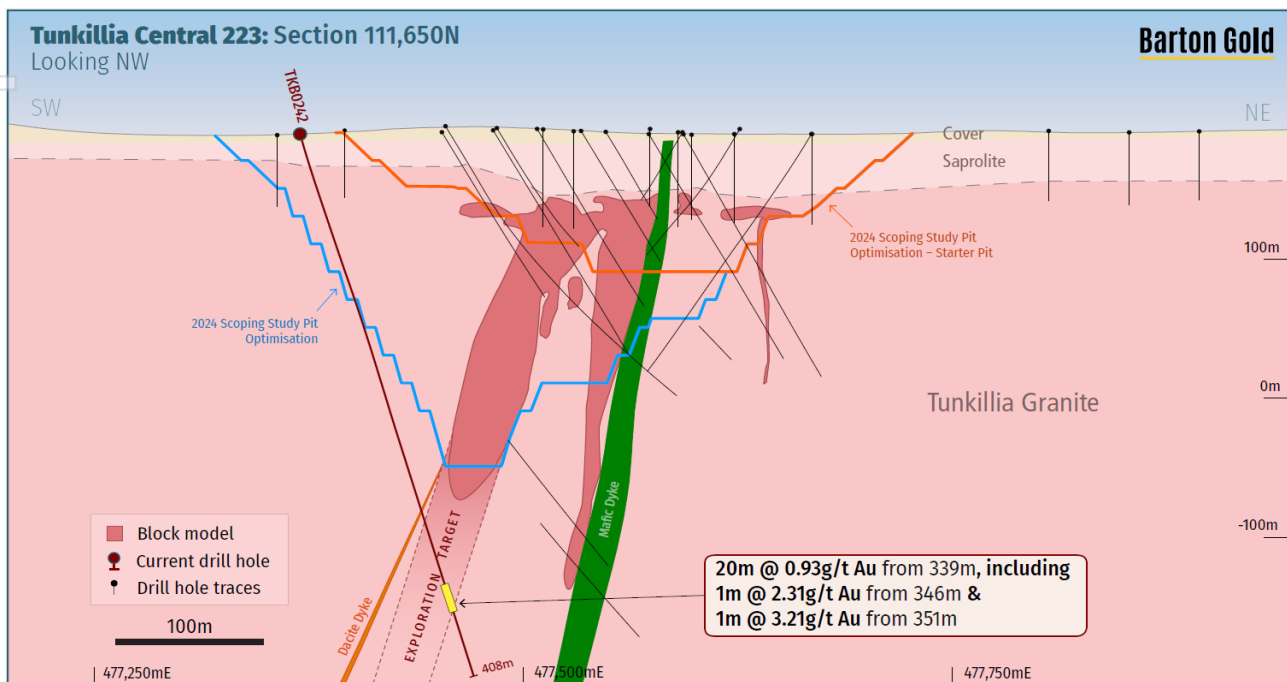 Tunkillia Central 223: Section 111,650N
Looking NW
Barton Gold
SW
NE
TKB0242
Cover
Saprolite
2024 Scoping Study Pit
Optimisation – Starter Pit
100m
2024 Scoping Study Pit
Optimisation
0m
Tunkillia Granite
-100m
Mafic Dyke
EXPLORATION TARGET
Dacite Dyke
Block model
Current drill hole
Drill hole traces
100m
20m @ 0.93g/t Au from 339m, including
1m @ 2.31g/t Au from 346m &
1m @ 3.21g/t Au from 351m
408m
477,250mE
477,500mE
477,750mE